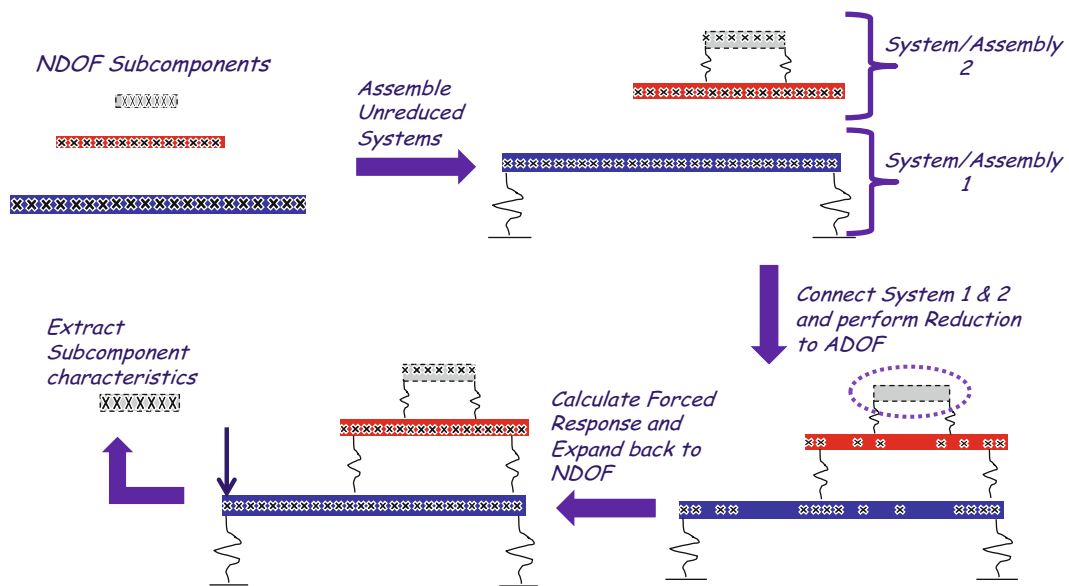 NDOF Subcomponents
Assemble
Unreduced
Systems
System/Assembly
2
System/Assembly
1
Connect System 1 & 2
and perform Reduction
to ADOF
Calculate Forced
Response and
Expand back to
NDOF
Extract
Subcomponent
characteristics